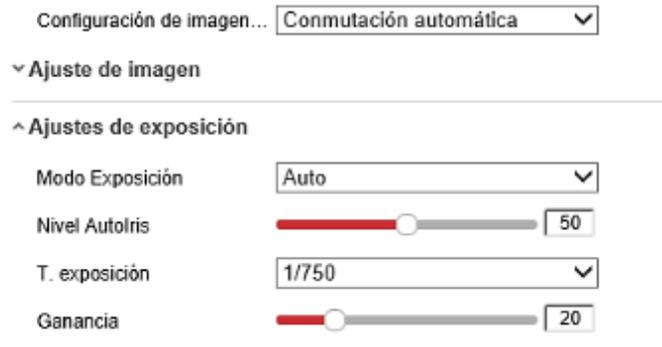 Configuración de imagen... Conmutación automática
Ajuste de imagen
Ajustes de exposición
Modo Exposición Auto
Nivel AutoIris 50
T. exposición 1/750
Ganancia 20